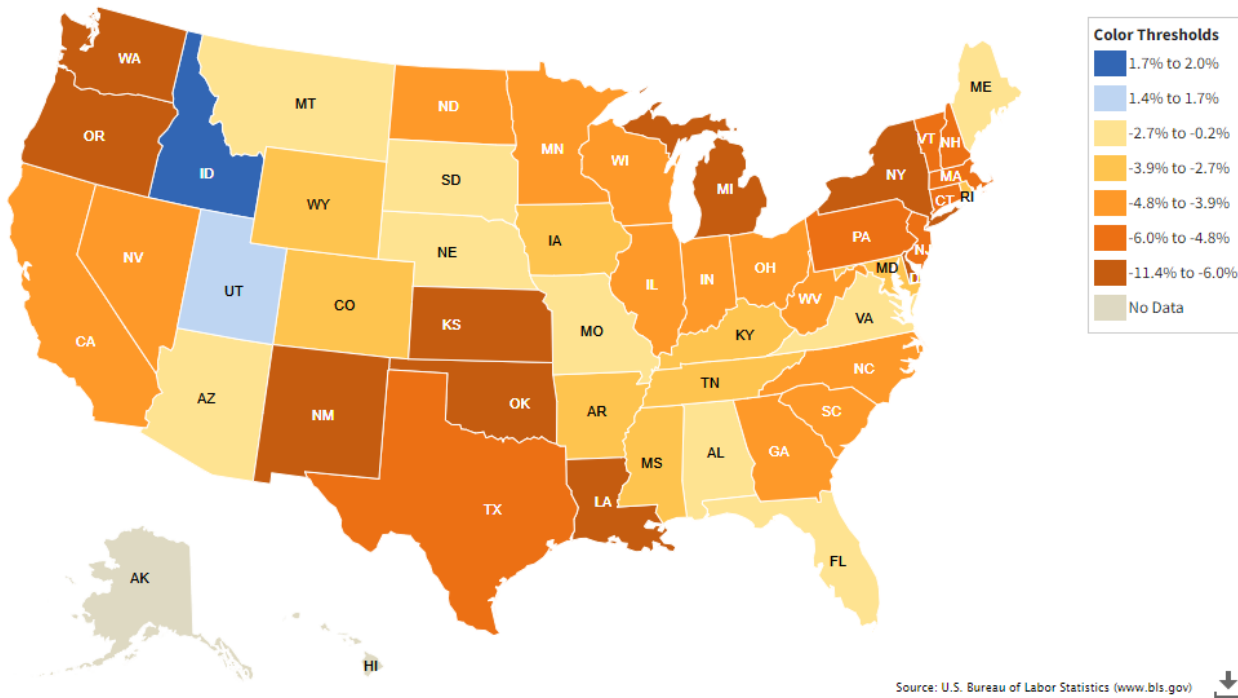 WA
MT
ND
MN
ME
OR
ID
WY
SD
WI
MI
NY
VT
NH
MA
CT
RI
NV
UT
CO
NE
IA
IL
IN
OH
PA
NJ
MD
D
WV
VA
CA
AZ
NM
KS
OK
TX
MO
AR
LA
KY
TN
MS
AL
GA
SC
NC
FL
AK
HI
Color Thresholds
1.7% to 2.0%
1.4% to 1.7%
-2.7% to -0.2%
-3.9% to -2.7%
-4.8% to -3.9%
-6.0% to -4.8%
-11.4% to -6.0%
No Data
Source: U.S. Bureau of Labor Statistics (www.bls.gov)